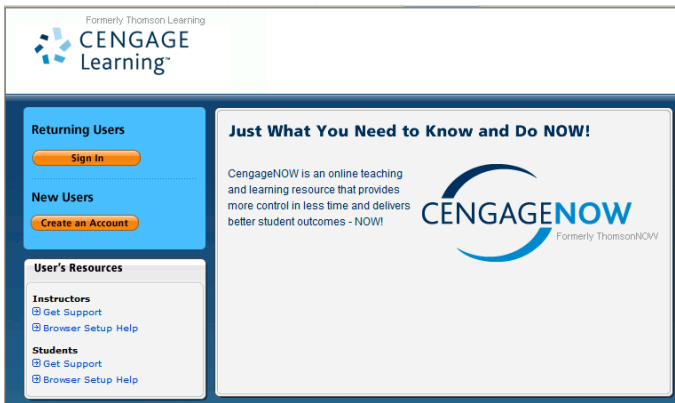 Formerly Thomson Learning
CENGAGE
Learning™
Returning Users
Sign In
New Users
Create an Account
User's Resources
Instructors
Get Support
Browser Setup Help
Students
Get Support
Browser Setup Help
Just What You Need to Know and Do NOW!
CengageNOW is an online teaching
and learning resource that provides
more control in less time and delivers
better student outcomes - NOW!
CENGAGENOW
Formerly ThomsonNOW